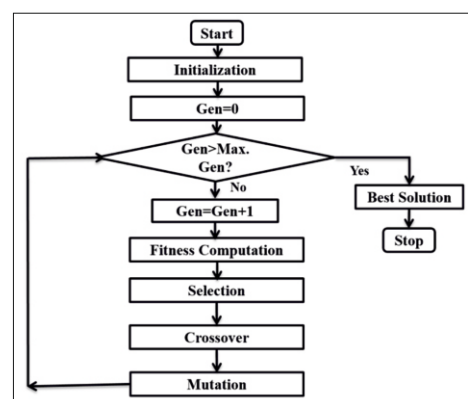 Start
Initialization
Gen=0
Gen>Max.
Gen?
Yes
No
Gen=Gen+1
Best Solution
Fitness Computation
Stop
Selection
Crossover
Mutation